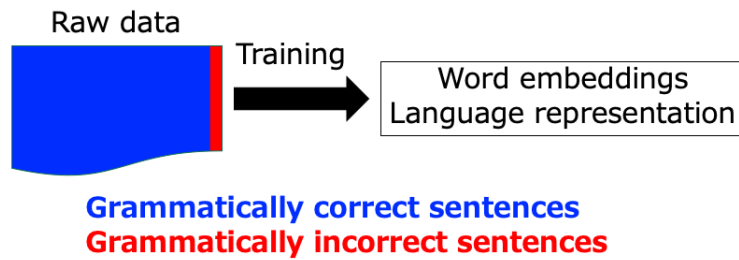 Raw data
Training
Word embeddings
Language representation
Grammatically correct sentences
Grammatically incorrect sentences